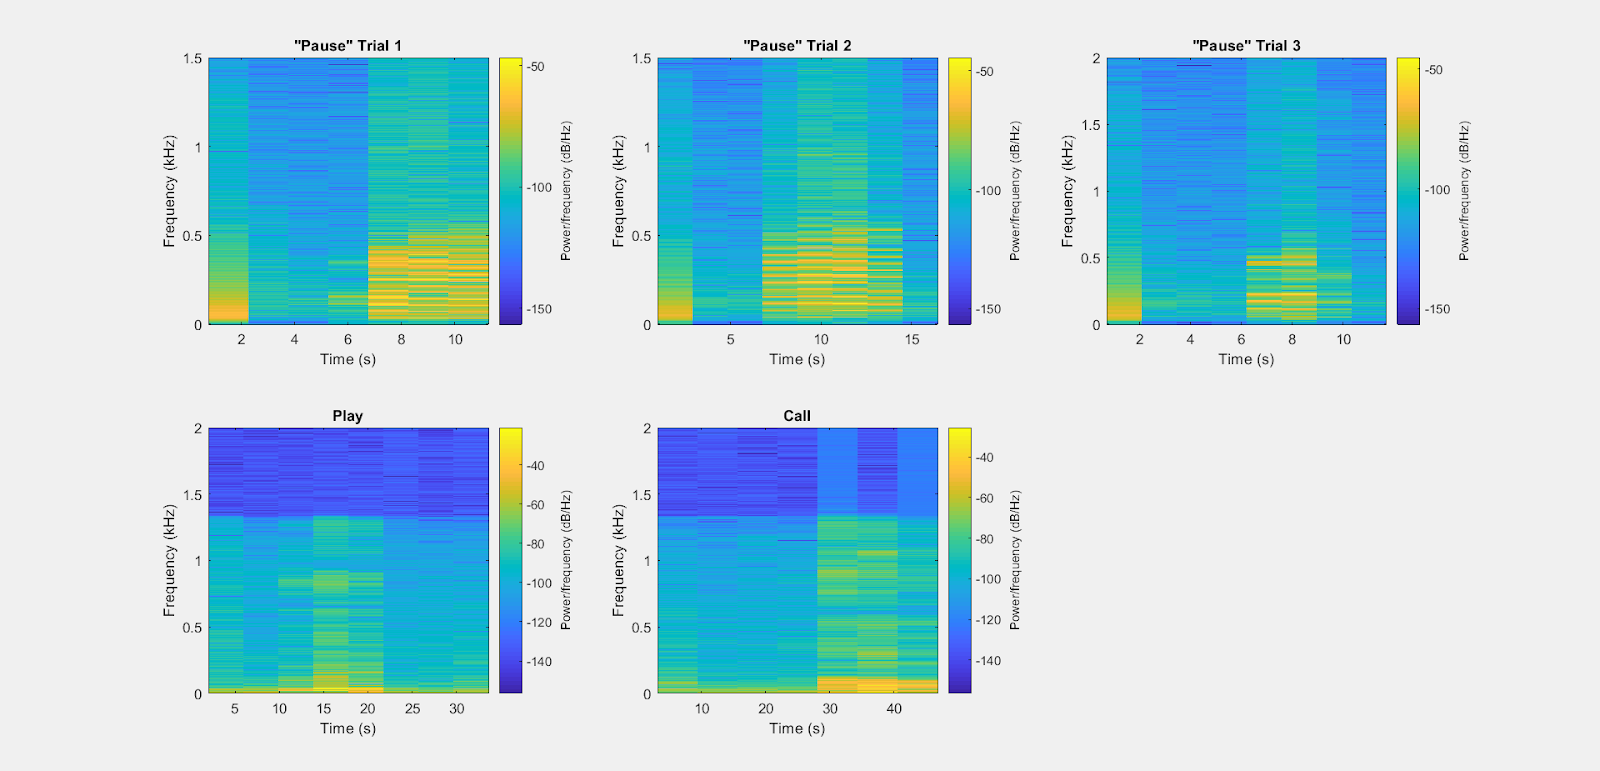 "Pause" Trial 1
1.5
1
0.5
0
2 4 6 8 10
Frequency (kHz)
Time (s)
-50
-100
-150
Power/frequency (dB/Hz)
"Pause" Trial 2
1.5
1
0.5
0
5 10 15
Frequency (kHz)
Time (s)
-50
-100
-150
Power/frequency (dB/Hz)
"Pause" Trial 3
2
1.5
1
0.5
0
2 4 6 8 10
Frequency (kHz)
Time (s)
-50
-100
-150
Power/frequency (dB/Hz)
Play
2
1.5
1
0.5
0
5 10 15 20 25 30
Frequency (kHz)
Time (s)
-40
-60
-80
-100
-120
-140
Power/frequency (dB/Hz)
Call
2
1.5
1
0.5
0
10 20 30 40
Frequency (kHz)
Time (s)
-40
-60
-80
-100
-120
-140
Power/frequency (dB/Hz)